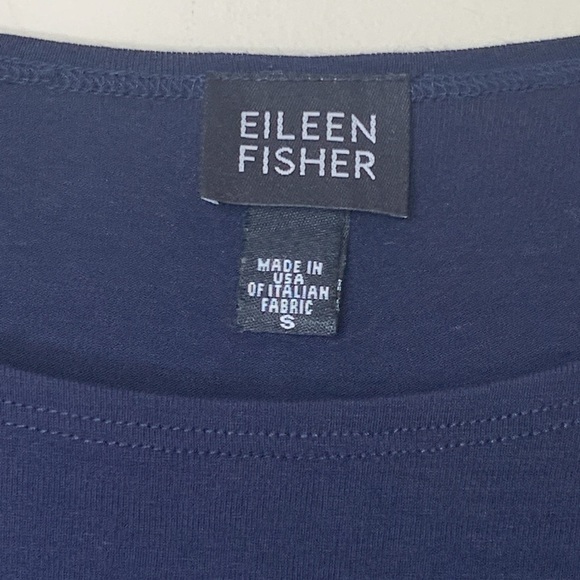 EILEEN
FISHER
MADE IN
USA
OF ITALIAN
FABRIC
S